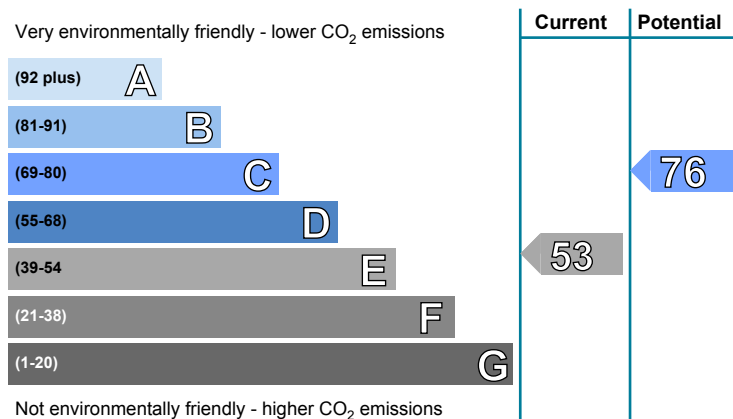 Very environmentally friendly - lower CO₂ emissions
Current
Potential
(92 plus) A
(81-91) B
(69-80) C
(55-68) D
(39-54 E
(21-38) F
(1-20) G
76
53
Not environmentally friendly - higher CO₂ emissions